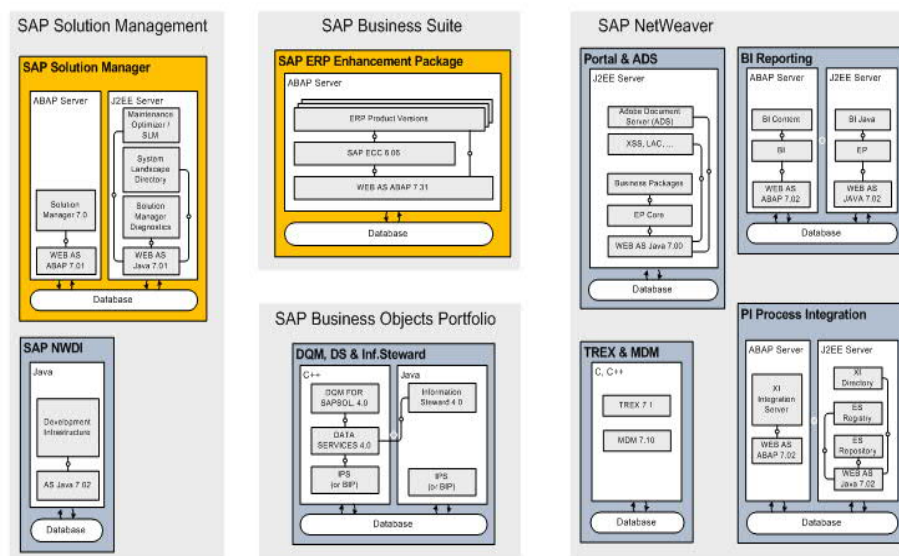 SAP Solution Management
SAP Solution Manager
ABAP Server
J2EE Server
Maintenance
Optimizer /
SLM
System
Landscape
Directory
Solution
Manager 7.0
Solution
Manager
Diagnostics
WEB AS
ABAP 7.01
WEB AS
Java 7.01
Database
SAP NWDI
Java
Development
Infrastructure
AS Java 7.02
Database
SAP Business Suite
SAP ERP Enhancement Package
ABAP Server
ERP Product Versions
SAP ECC 6.05
WEB AS ABAP 7.31
Database
SAP Business Objects Portfolio
DQM, DS & Inf.Steward
C++
Java
DQM FOR
SAPSOL. 4.0
Information
Steward 4.0
DATA
SERVICES 4.0
IPS
(or BIP)
IPS
(or BIP)
Database
SAP NetWeaver
Portal & ADS
J2EE Server
Adobe Document
Server (ADS)
XSS, LAC, ...
Business Packages
EP Core
WEB AS Java 7.00
Database
BI Reporting
ABAP Server
J2EE Server
BI Content
BI Java
BI
EP
WEB AS
ABAP 7.02
WEB AS
JAVA 7.02
Database
TREX & MDM
C, C++
TREX 7.1
MDM 7.10
Database
PI Process Integration
ABAP Server
J2EE Server
XI
Integration
Server
XI
Directory
ES
Registry
ES
Repository
WEB AS
ABAP 7.02
WEB AS
Java 7.02
Database